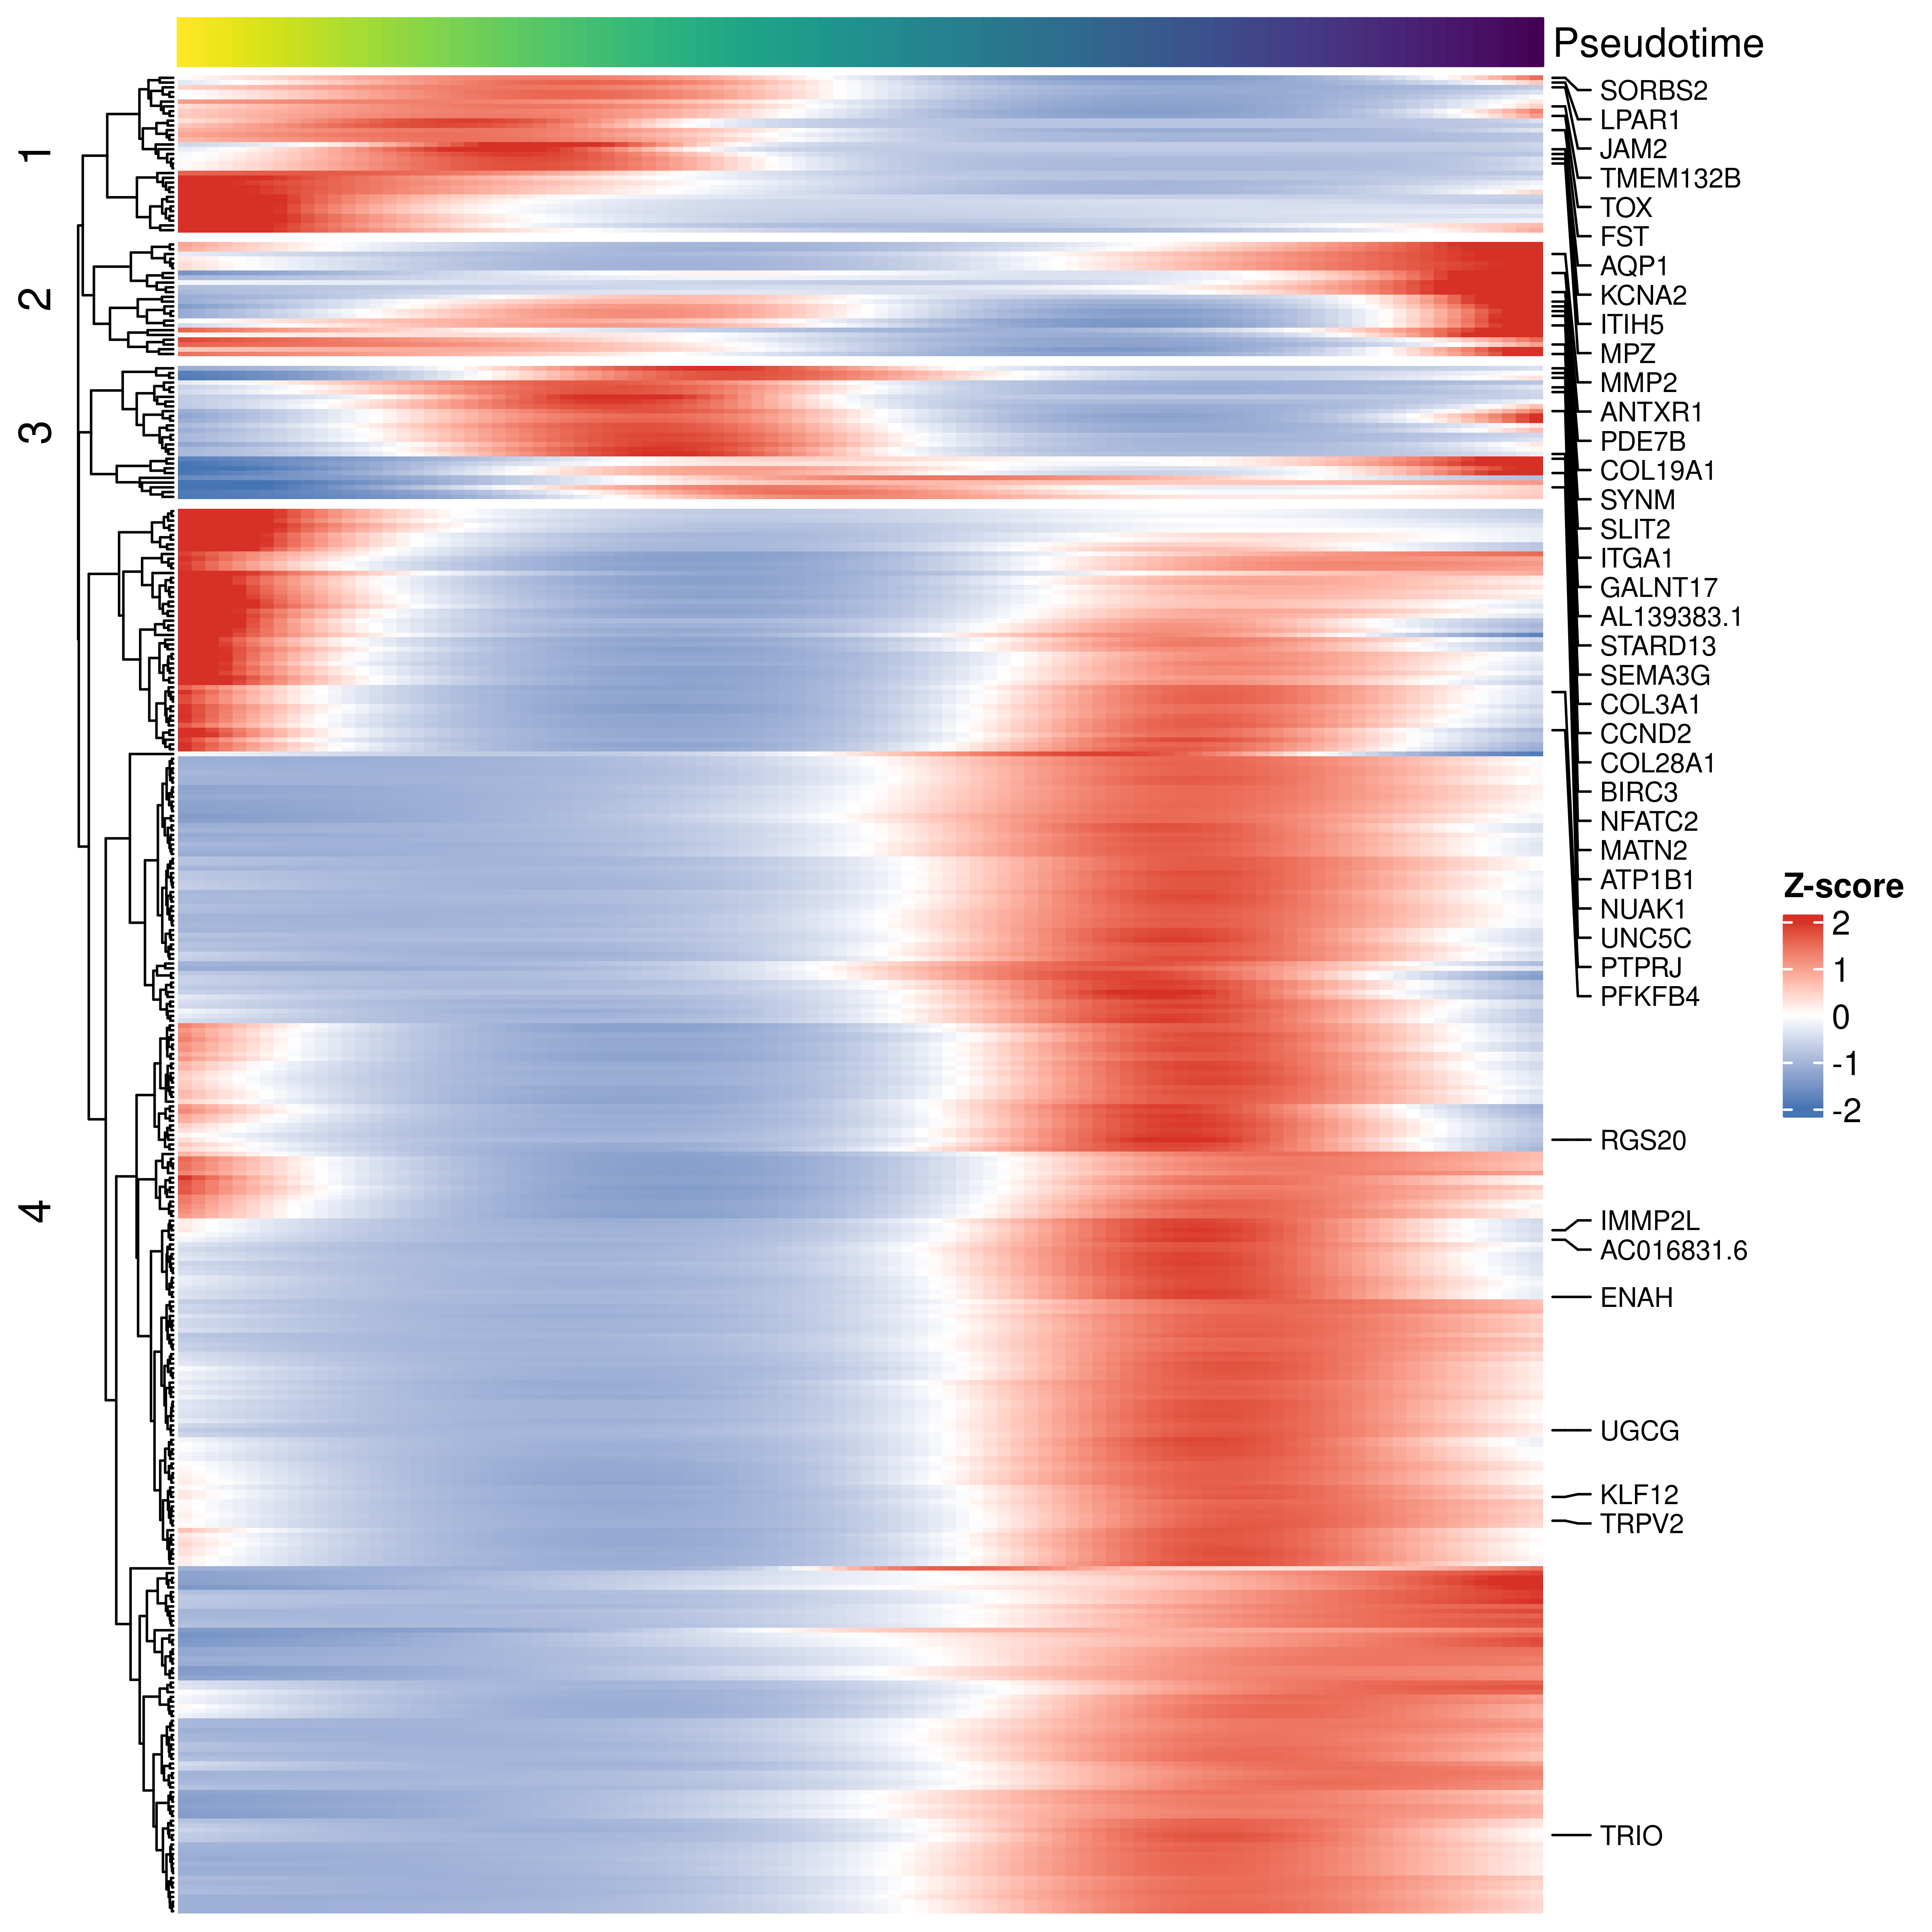 Pseudotime
1
2
3
4
SORBS2
LPAR1
JAM2
TMEM132B
TOX
FST
AQP1
KCNA2
ITIH5
MPZ
MMP2
ANTXR1
PDE7B
COL19A1
SYNM
SLIT2
ITGA1
GALNT17
AL139383.1
STARD13
SEMA3G
COL3A1
CCND2
COL28A1
BIRC3
NFATC2
MATN2
ATP1B1
NUAK1
UNC5C
PTPRJ
PFKFB4
RGS20
IMMP2L
AC016831.6
ENAH
UGCG
KLF12
TRPV2
TRIO
Z-score
2
1
0
-1
-2